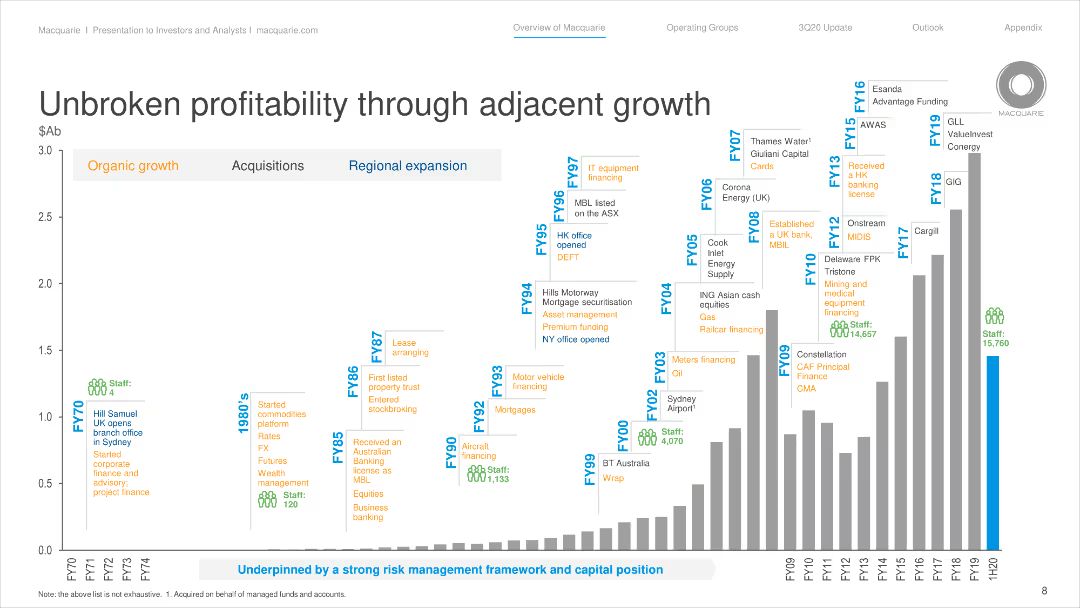 Macquarie I Presentation to Investors and Analysts I macquarie.com
Overview of Macquarie
Operating Groups
3Q20 Update
Outlook
Appendix
Unbroken profitability through adjacent growth
MACQUARIE
$Ab
Organic growth
Acquisitions
Regional expansion
3.0
2.5
2.0
1.5
1.0
0.5
0.0
Staff:
4
FY70
Hill Samuel
UK opens
branch office
in Sydney
Started
corporate
finance and
advisory;
project finance
1980's
Started
commodities
platform
Rates
FX
Futures
Wealth
management
Staff:
120
FY85
Received an
Australian
Banking
license as
MBL
Equities
Business
banking
FY86
First listed
property trust
Entered
stockbroking
FY87
Lease
arranging
FY90
Aircraft
financing
Staff:
1,133
FY92
Mortgages
FY93
Motor vehicle
financing
FY94
Hills Motorway
Mortgage securitisation
Asset management
Premium funding
NY office opened
FY95
HK office
opened
DEFT
FY96
MBL listed
on the ASX
FY97
IT equipment
financing
FY99
BT Australia
Wrap
FY00
Staff:
4,070
FY02
Sydney
Airport¹
FY03
Meters financing
Oil
FY04
ING Asian cash
equities
Gas
Railcar financing
FY05
Cook
Inlet
Energy
Supply
FY06
Corona
Energy (UK)
FY07
Thames Water¹
Giuliani Capital
Cards
FY08
Established
a UK bank,
MBIL
FY09
Constellation
CAF Principal
Finance
CMA
FY10
Delaware FPK
Tristone
Mining and
medical
equipment
financing
Staff:
14,657
FY12
Onstream
MIDIS
FY13
Received
a HK
banking
license
FY15
AWAS
FY16
Esanda
Advantage Funding
FY17
Cargill
FY18
GIG
FY19
GLL
ValueInvest
Conergy
Staff:
15,760
FY70
FY71
FY72
FY73
FY74
Underpinned by a strong risk management framework and capital position
FY09
FY10
FY11
FY12
FY13
FY14
FY15
FY16
FY17
FY18
FY19
1H20
Note: the above list is not exhaustive. 1. Acquired on behalf of managed funds and accounts.
8